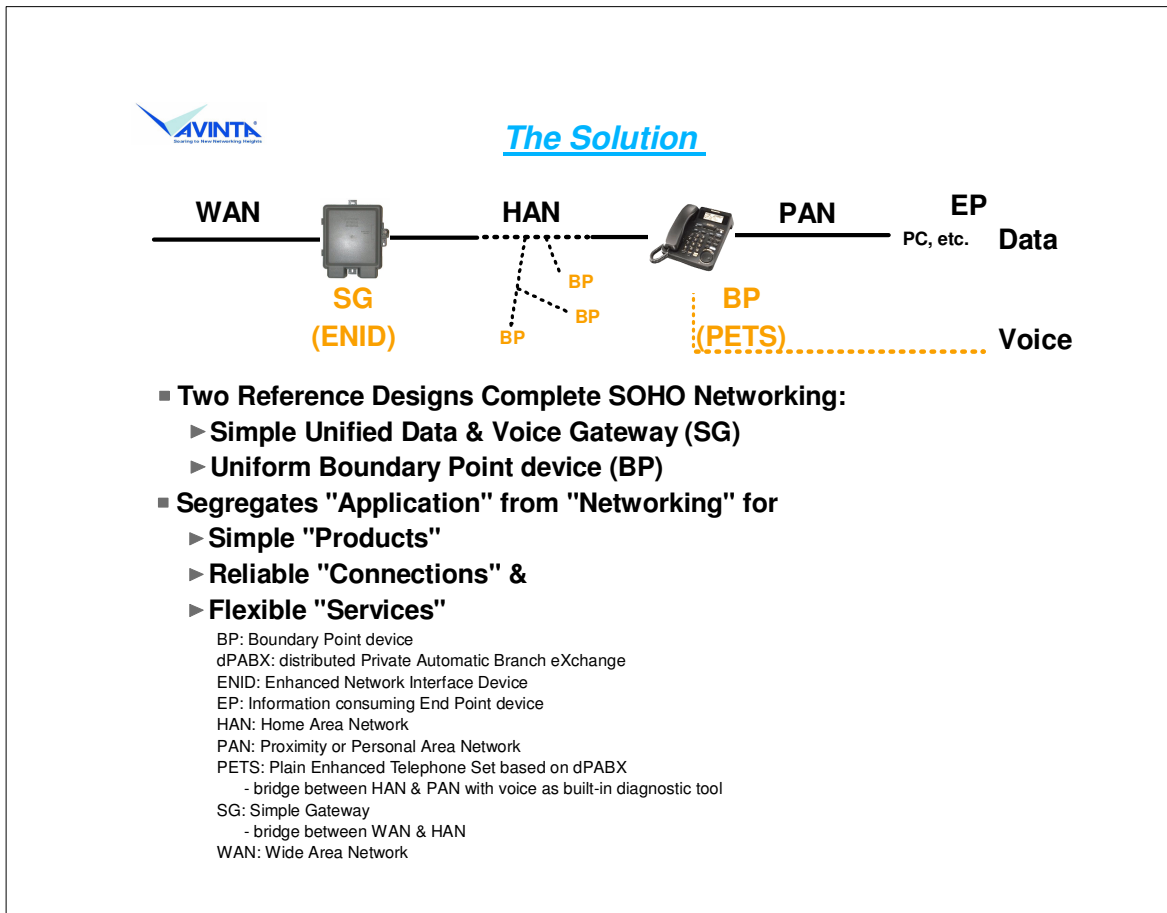 AVINTA®
Soaring to New Networking Heights
The Solution
WAN
HAN
PAN
EP
PC, etc.
Data
BP
BP
BP
SG
(ENID)
BP
(PETS)
Voice
Two Reference Designs Complete SOHO Networking:
Simple Unified Data & Voice Gateway (SG)
Uniform Boundary Point device (BP)
Segregates "Application" from "Networking" for
Simple "Products"
Reliable "Connections" &
Flexible "Services"
BP: Boundary Point device
dPABX: distributed Private Automatic Branch eXchange
ENID: Enhanced Network Interface Device
EP: Information consuming End Point device
HAN: Home Area Network
PAN: Proximity or Personal Area Network
PETS: Plain Enhanced Telephone Set based on dPABX
- bridge between HAN & PAN with voice as built-in diagnostic tool
SG: Simple Gateway
- bridge between WAN & HAN
WAN: Wide Area Network